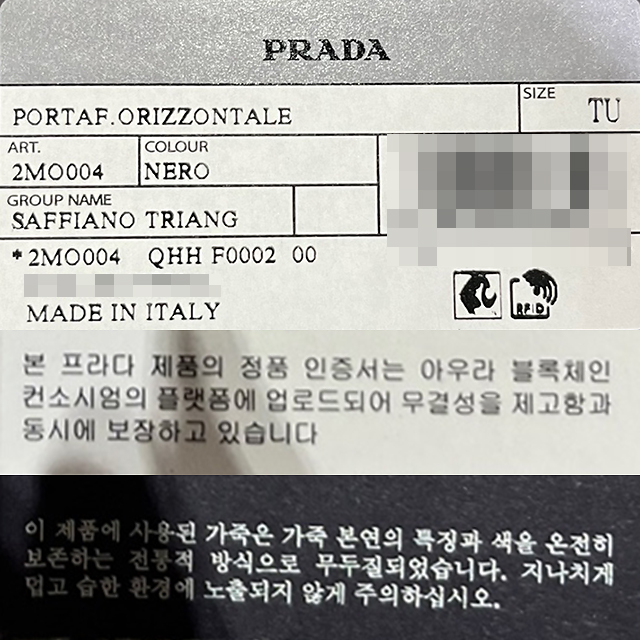 PRADA
PORTAF.ORIZZONTALE
SIZE
TU
ART.
2MO004
COLOUR
NERO
GROUP NAME
SAFFIANO TRIANG
*2MO004 QHH F0002 00
MADE IN ITALY
RFID
본 프라다 제품의 정품 인증서는 아우라 블록체인
컨소시엄의 플랫폼에 업로드되어 무결성을 제고함과
동시에 보장하고 있습니다
이 제품에 사용된 가죽은 가죽 본연의 특징과 색을 온전히
보존하는 전통적 방식으로 무두질되었습니다. 지나치게
덥고 습한 환경에 노출되지 않게 주의하십시오.